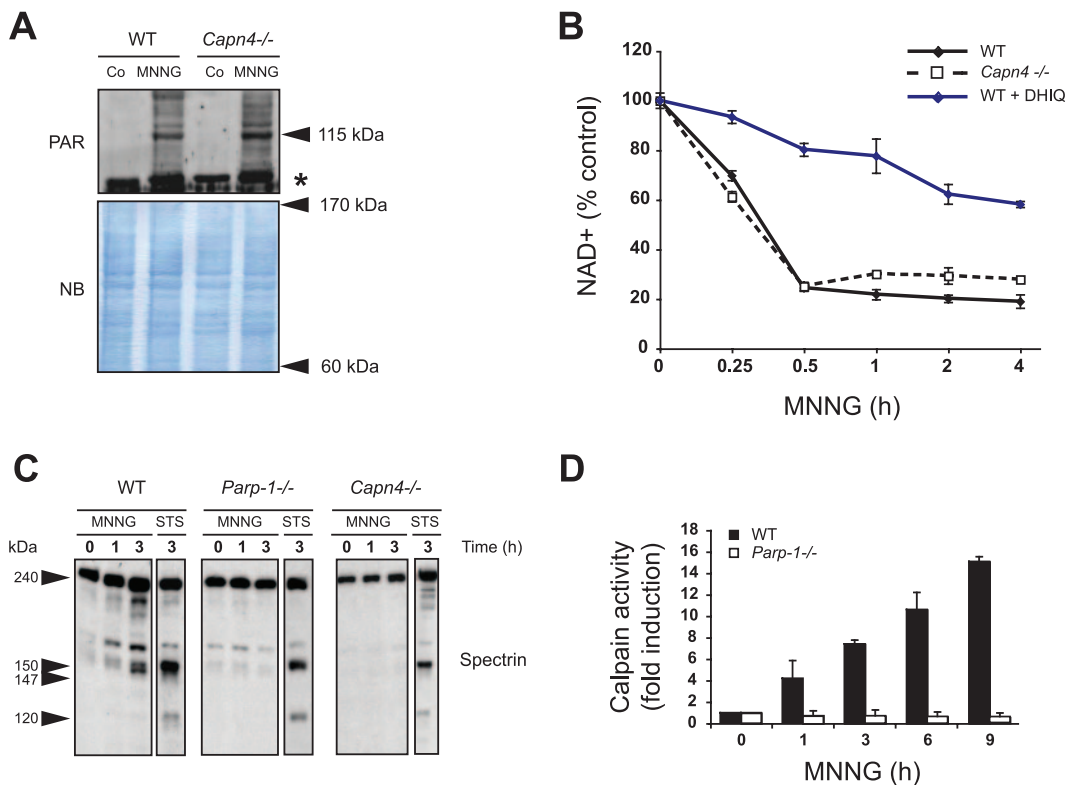 A
WT Capn4-/-
Co MNNG Co MNNG
PAR
115 kDa
*
170 kDa
NB
60 kDa
B
120
100
80
60
40
20
0
NAD+ (% control)
0 0.25 0.5 1 2 4
MNNG (h)
WT
Capn4 -/-
WT + DHIQ
C
WT Parp-1-/- Capn4-/-
MNNG STS MNNG STS MNNG STS
kDa 0 1 3 3 0 1 3 3 0 1 3 3 Time (h)
240
150
147
120
Spectrin
D
18
16
14
12
10
8
6
4
2
0
Calpain activity
(fold induction)
WT
Parp-1-/-
0 1 3 6 9
MNNG (h)